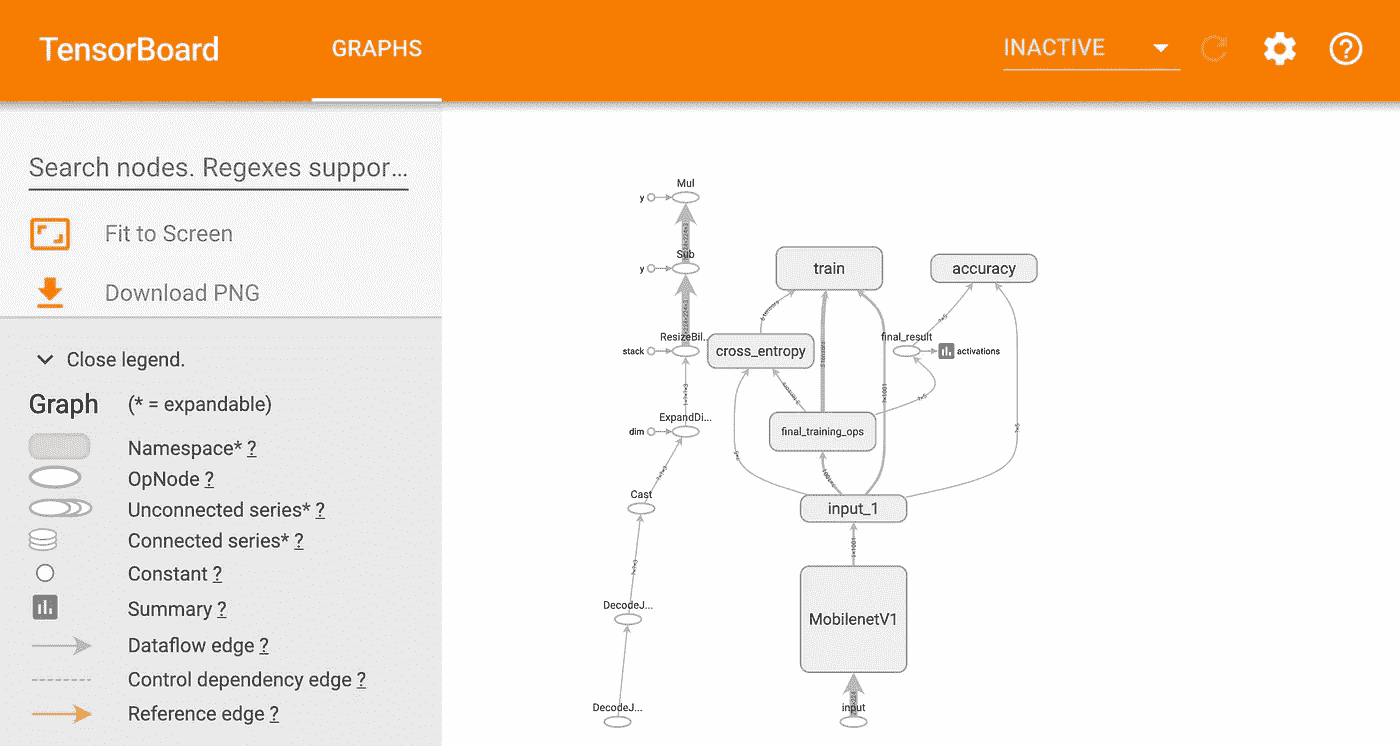 TensorBoard
GRAPHS
INACTIVE
Search nodes. Regexes suppor...
Fit to Screen
Download PNG
Close legend.
Graph (* = expandable)
Namespace* ?
OpNode ?
Unconnected series* ?
Connected series* ?
Constant ?
Summary ?
Dataflow edge ?
Control dependency edge ?
Reference edge ?
Mul
y
Sub
y
ResizeBil...
stack
ExpandDi...
dim
Cast
DecodeJ...
DecodeJ...
train
accuracy
cross_entropy
final_result
activations
final_training_ops
input_1
MobilenetV1
input